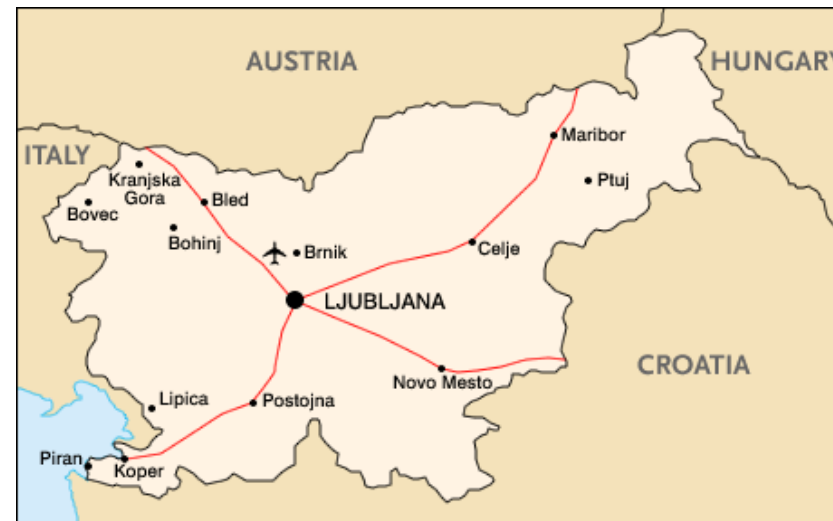 AUSTRIA
HUNGARY
Maribor
ITALY
Kranjska
Gora
Ptuj
Bled
Bovec
Bohinj
Celje
Brnik
LJUBLJANA
CROATIA
Novo Mesto
Lipica
Postojna
Piran
Koper